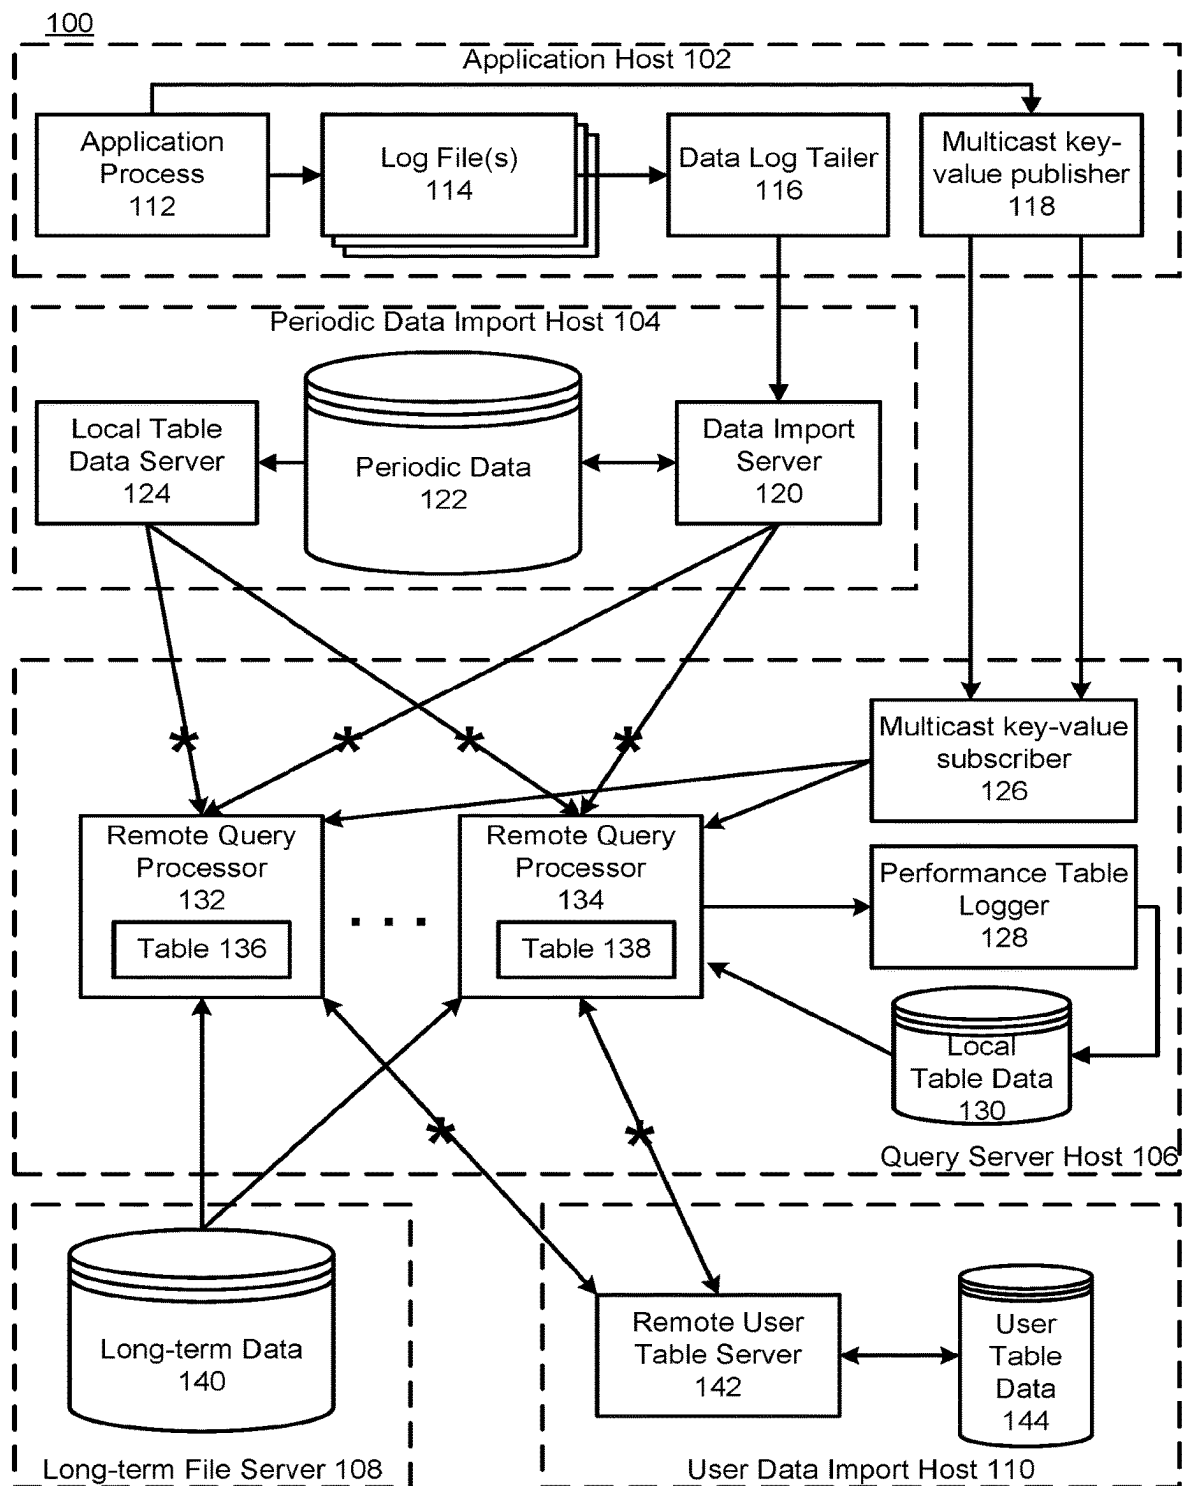 100
Application Host 102
Application
Process
112
Log File(s)
114
Data Log Tailer
116
Multicast key-
value publisher
118
Periodic Data Import Host 104
Local Table
Data Server
124
Periodic Data
122
Data Import
Server
120
Multicast key-value
subscriber
126
Remote Query
Processor
132
Table 136
Remote Query
Processor
134
Table 138
Performance Table
Logger
128
Local
Table Data
130
Query Server Host 106
Long-term Data
140
Long-term File Server 108
Remote User
Table Server
142
User
Table
Data
144
User Data Import Host 110